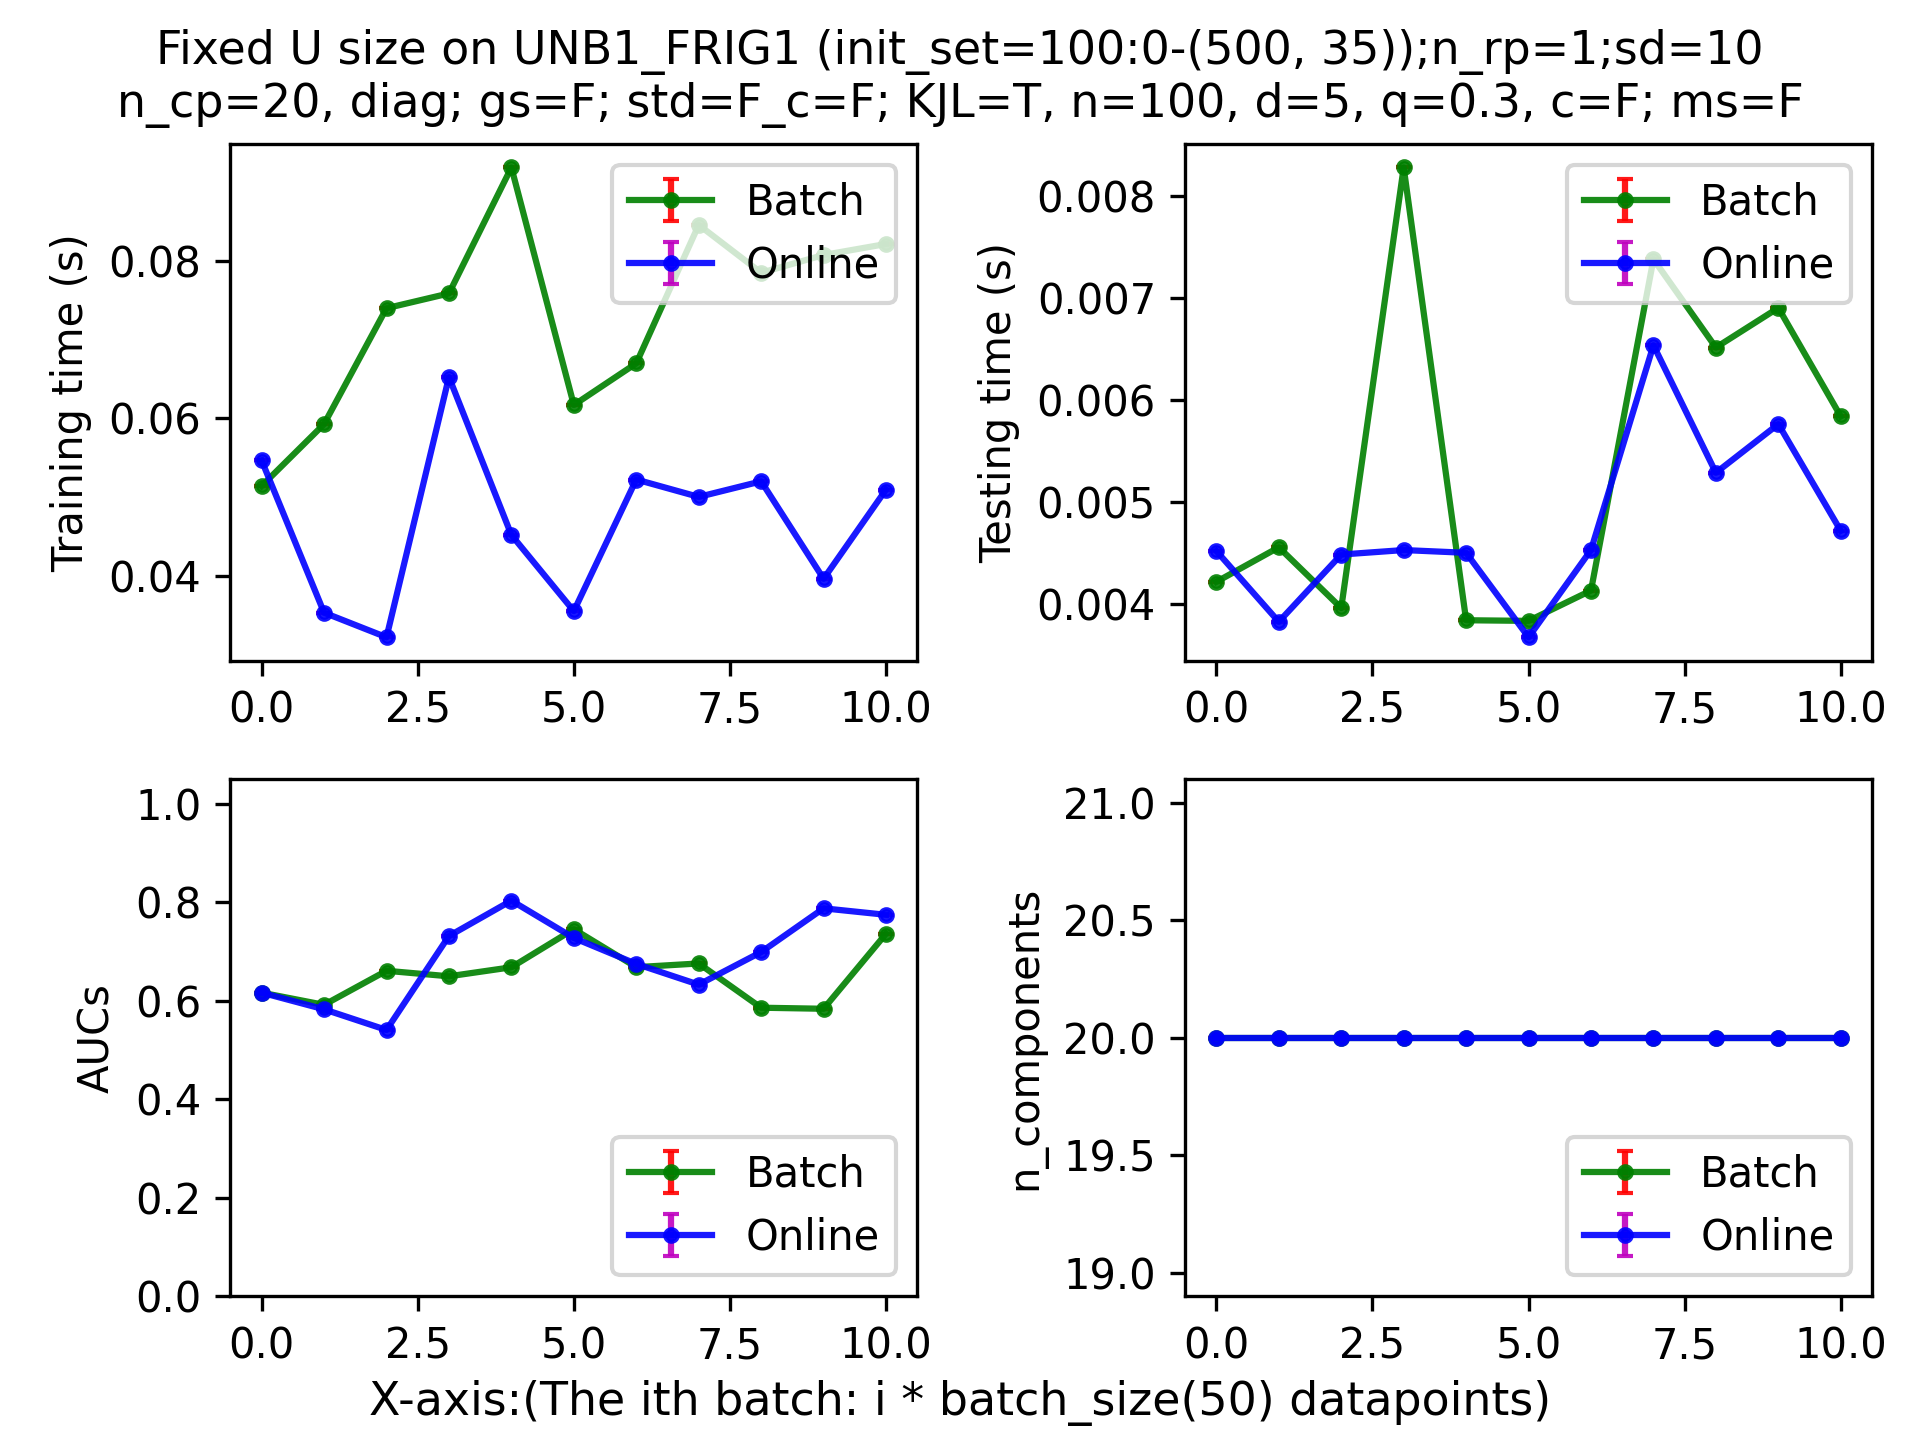 Fixed U size on UNB1_FRIG1 (init_set=100:0-(500, 35));n_rp=1;sd=10
n_cp=20, diag; gs=F; std=F_c=F; KJL=T, n=100, d=5, q=0.3, c=F; ms=F
Training time (s)
0.08
0.06
0.04
Batch
Online
0.0 2.5 5.0 7.5 10.0
Testing time (s)
0.008
0.007
0.006
0.005
0.004
Batch
Online
0.0 2.5 5.0 7.5 10.0
AUCs
1.0
0.8
0.6
0.4
0.2
0.0
Batch
Online
0.0 2.5 5.0 7.5 10.0
n_components
21.0
20.5
20.0
19.5
19.0
Batch
Online
0.0 2.5 5.0 7.5 10.0
X-axis:(The ith batch: i * batch_size(50) datapoints)